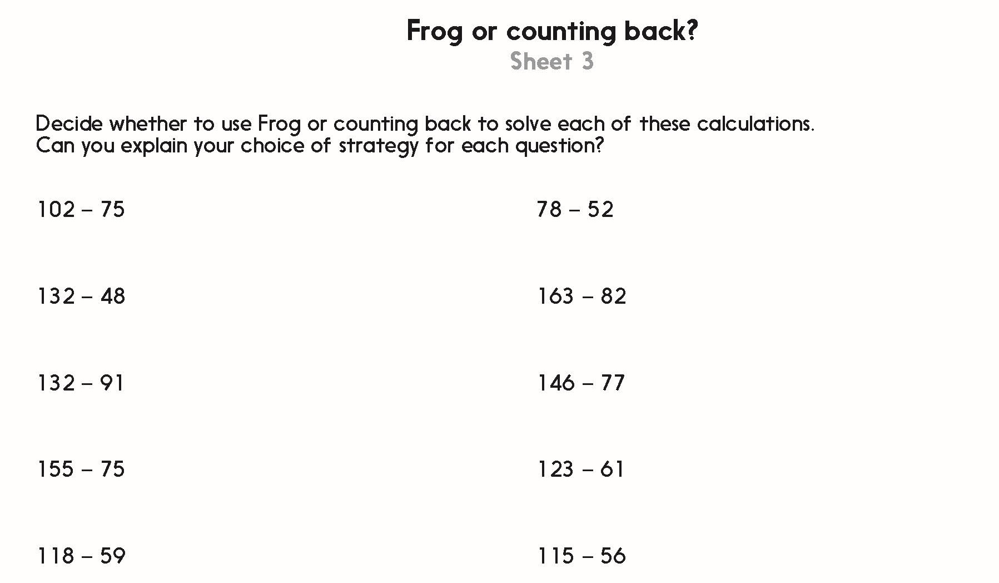 Frog or counting back?
Sheet 3
Decide whether to use Frog or counting back to solve each of these calculations.
Can you explain your choice of strategy for each question?
102 – 75
78 – 52
132 – 48
163 – 82
132 – 91
146 – 77
155 – 75
123 – 61
118 – 59
115 – 56